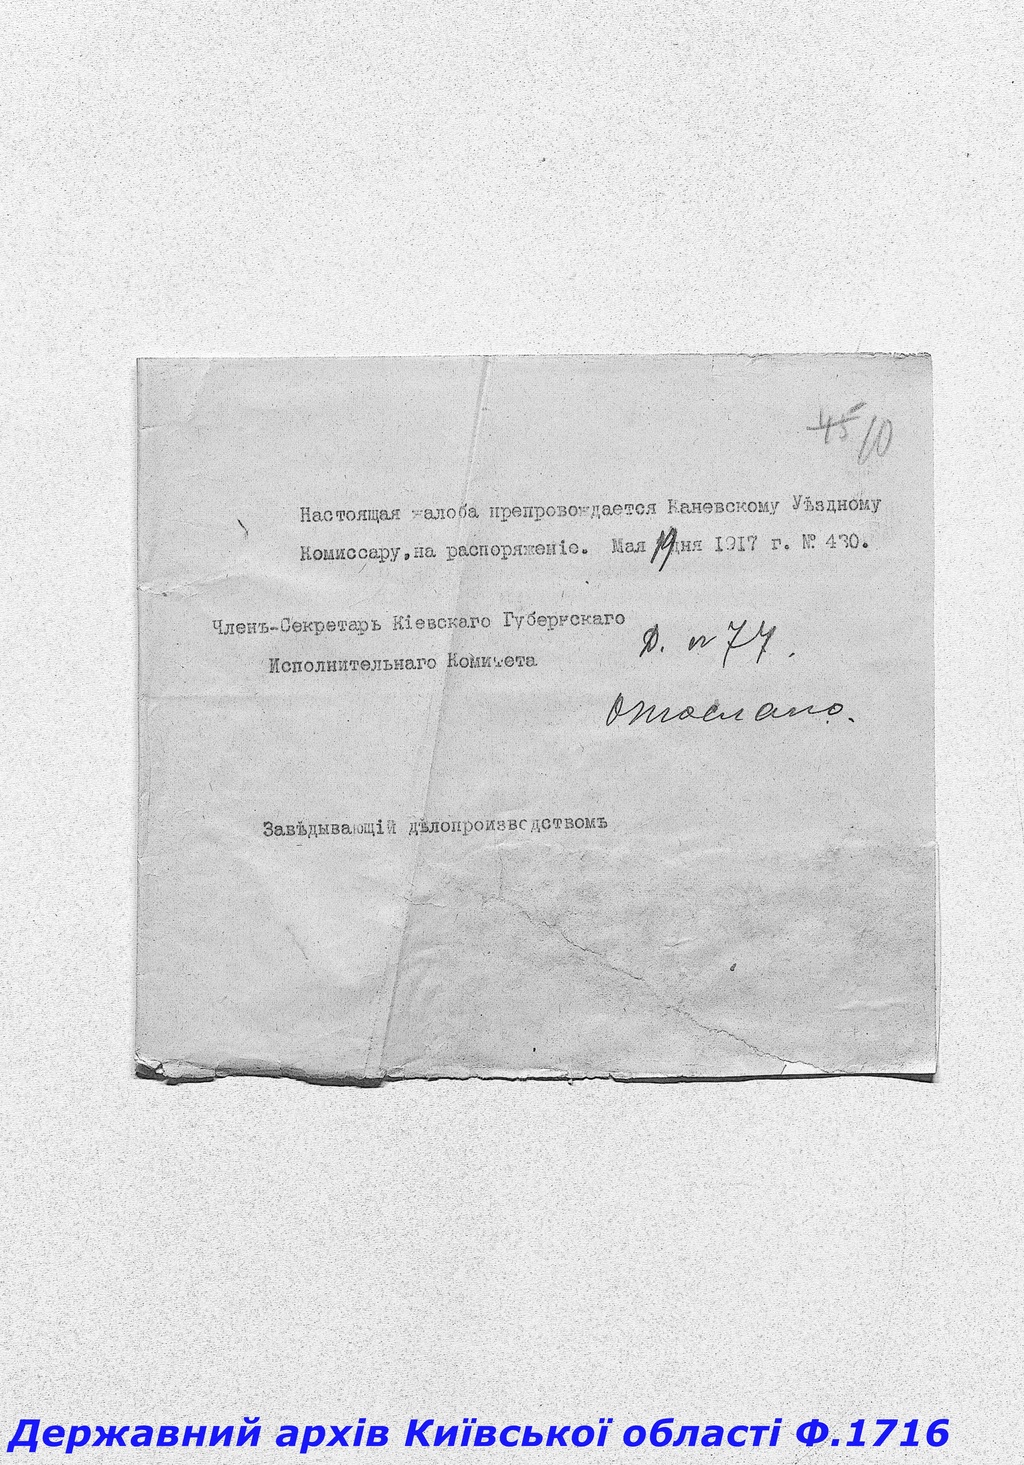 45 10
Настоящая жалоба препровождается Каневскому Уѣздному
Комиссару, на распоряженіе. Мая 19 дня 1917 г. № 430.
Членъ-Секретарь Кіевскаго Губернскаго
Исполнительнаго Комитета
Д. № 77.
Отослано.
Завѣдывающій дѣлопроизводствомъ
Державний архів Київської області Ф.1716